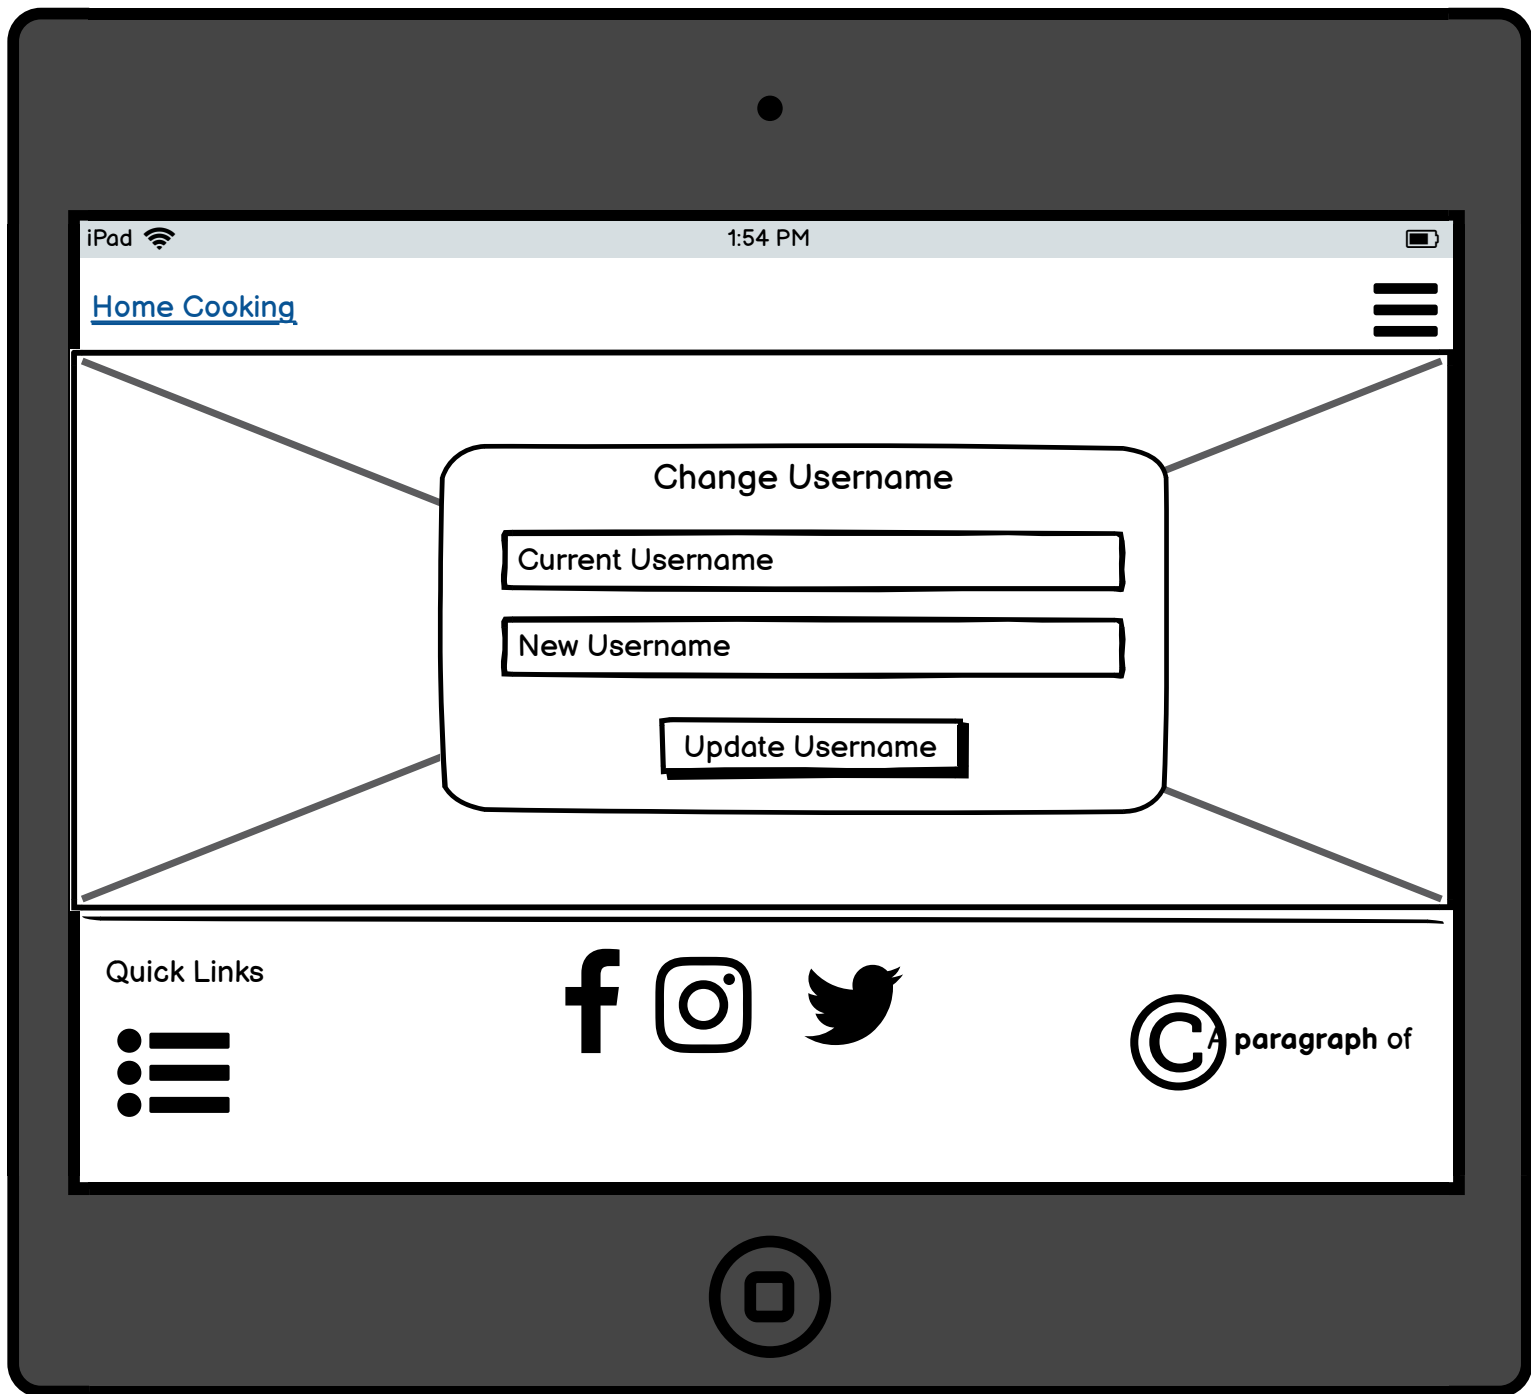 iPad 1:54 PM
Home Cooking
Change Username
Current Username
New Username
Update Username
Quick Links
© A paragraph of